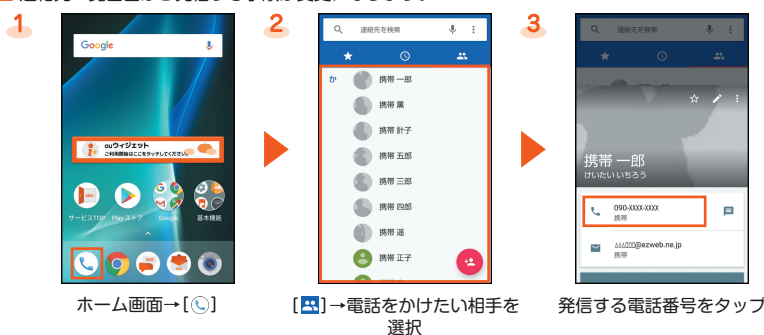 1
Google
auウィジェット
ご利用開始はここをタッチしてください
サービスTOP Play ストア Google 基本機能
ホーム画面→[ ]
2
連絡先を検索
か 携帯 一郎
携帯 薫
携帯 計子
携帯 五郎
携帯 三郎
携帯 四郎
携帯 遥
携帯 正子
[ ]→電話をかけたい相手を
選択
3
連絡先を検索
携帯 一郎
けいたい いちろう
090-XXXX-XXXX
携帯
△△△□□□@ezweb.ne.jp
携帯
発信する電話番号をタップ